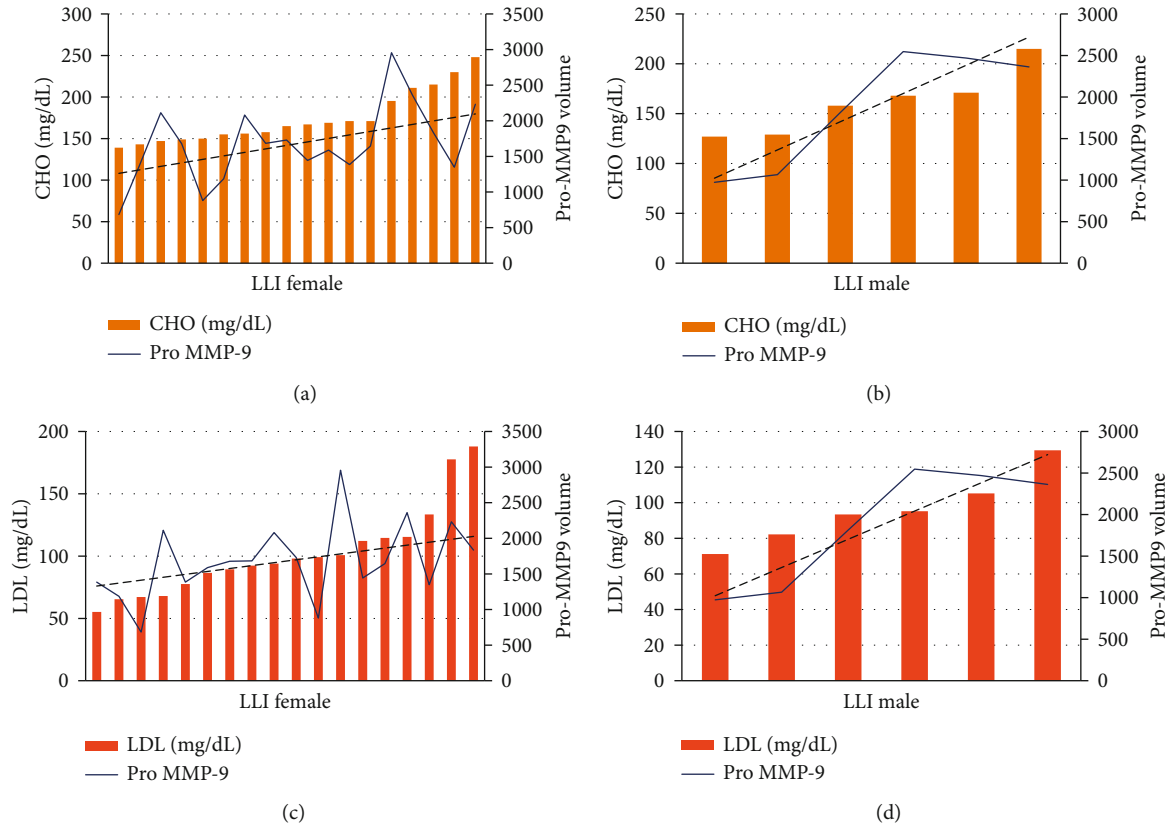 300
250
200
150
100
50
0
CHO (mg/dL)
3500
3000
2500
2000
1500
1000
500
0
Pro-MMP9 volume
LLI female
CHO (mg/dL)
Pro MMP-9
(a)
250
200
150
100
50
0
CHO (mg/dL)
3000
2500
2000
1500
1000
500
0
Pro-MMP9 volume
LLI male
CHO (mg/dL)
Pro MMP-9
(b)
200
150
100
50
0
LDL (mg/dL)
3500
3000
2500
2000
1500
1000
500
0
Pro-MMP9 volume
LLI female
LDL (mg/dL)
Pro MMP-9
(c)
140
120
100
80
60
40
20
0
LDL (mg/dL)
3000
2500
2000
1500
1000
500
0
Pro-MMP9 volume
LLI male
LDL (mg/dL)
Pro MMP-9
(d)